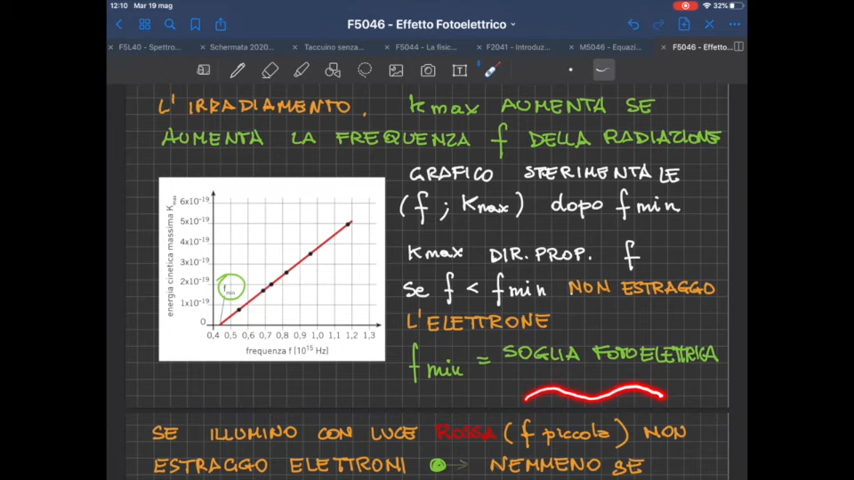 12:10 Mar 19 mag
32%
F5046 - Effetto Fotoelettrico
F5L40 - Spettro...
Schermata 2020...
Taccuino senza...
F5044 - La fisic...
F2041 - Introduz...
M5046 - Equazi...
F5046 - Effetto...
L'IRRADIAMENTO. Kmax AUMENTA SE
AUMENTA LA FREQUENZA f DELLA RADIAZIONE
GRAFICO SPERIMENTALE
(f ; Kmax) dopo fmin
Kmax DIR. PROP. f
Se f < fmin NON ESTRAGGO
L'ELETTRONE
fmin = SOGLIA FOTOELETTRICA
energia cinetica massima Kmax
6x10-19
5x10-19
4x10-19
3x10-19
2x10-19
1x10-19
0
fmin
0,4 0,5 0,6 0,7 0,8 0,9 1,0 1,1 1,2 1,3
frequenza f (10¹⁵ Hz)
SE ILLUMINO CON LUCE ROSSA (f piccola) NON
ESTRAGGO ELETTRONI → NEMMENO SE